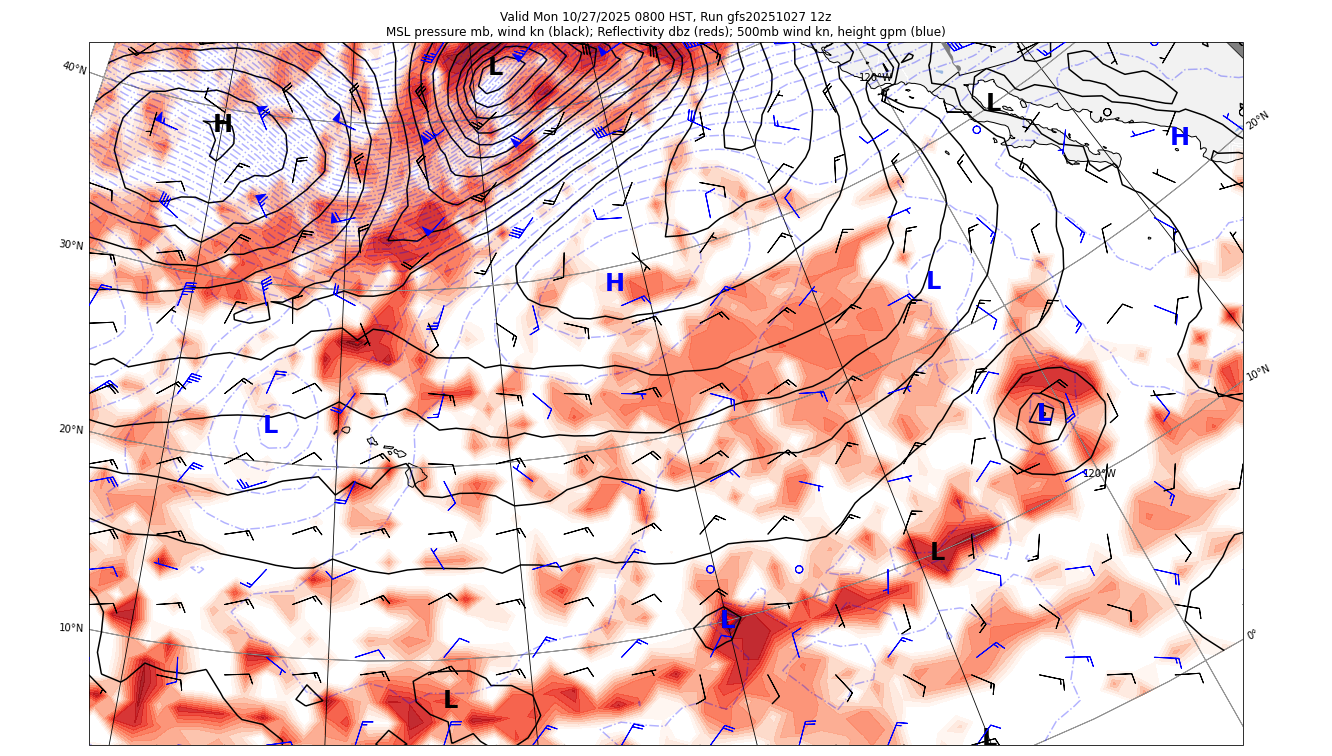 Valid Mon 10/27/2025 0800 HST, Run gfs20251027 12z
MSL pressure mb, wind kn (black); Reflectivity dbz (reds); 500mb wind kn, height gpm (blue)
40°N
L
120°W
L
H
20°N
H
30°N
H
L
10°N
L
L
20°N
120°W
L
10°N
L
0°
L
L